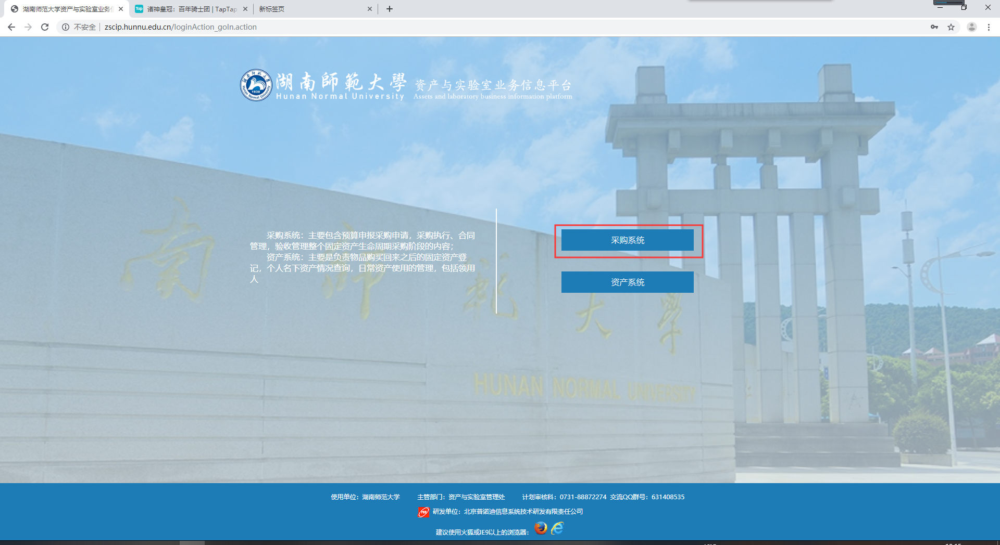 湖南师范大学资产与实验室业务信
诸神皇冠：百年骑士团 | TapTap
新标签页
不安全 zscip.hunnu.edu.cn/loginAction_goIn.action
湖南師範大學
Hunan Normal University
资产与实验室业务信息平台
Assets and laboratory business information platform
采购系统：主要包含预算申报采购申请，采购执行、合同
管理，验收管理整个固定资产生命周期采购阶段的内容；
资产系统：主要是负责物品购买回来之后的固定资产登
记，个人名下资产情况查询，日常资产使用的管理，包括领用
人
采购系统
资产系统
南师範大学
HUNAN NORMAL UNIVERSITY
使用单位：湖南师范大学 主管部门：资产与实验室管理处 计划审核科：0731-88872274 交流QQ群号：631408535
研发单位：北京普诺迪信息系统技术研发有限责任公司
建议使用火狐或IE9以上的浏览器：